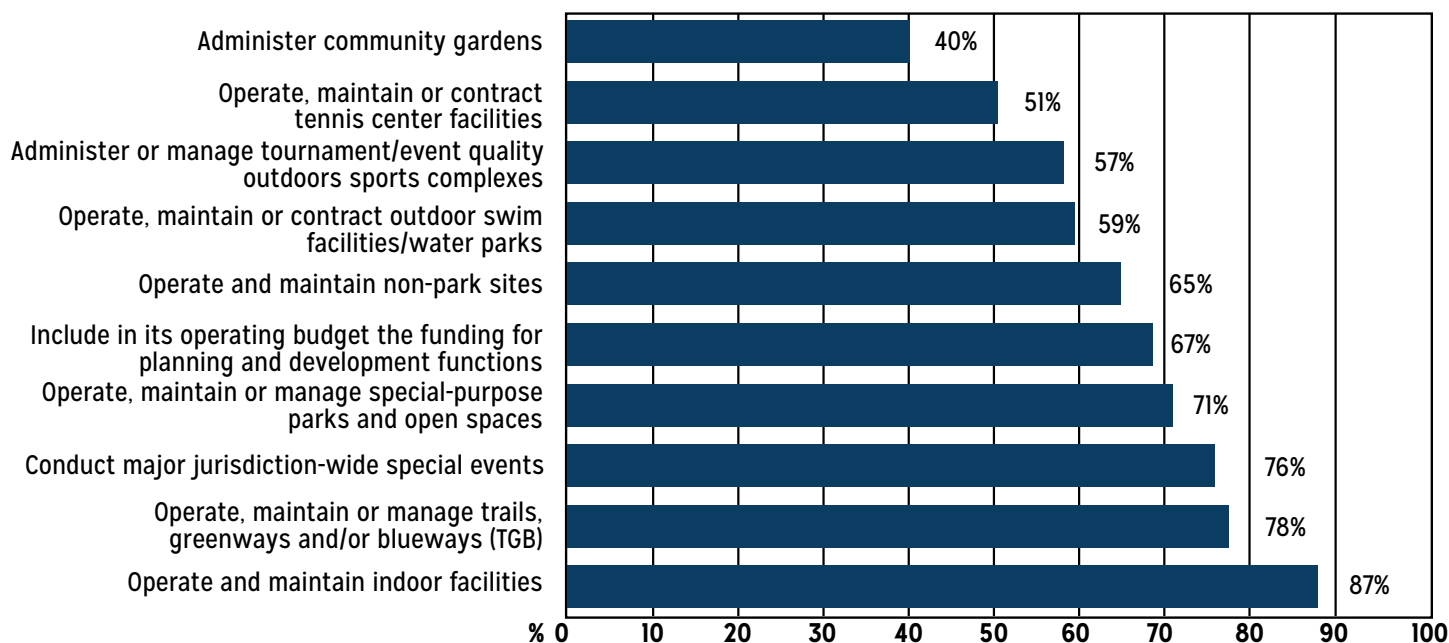 Administer community gardens
40%
Operate, maintain or contract
tennis center facilities
51%
Administer or manage tournament/event quality
outdoors sports complexes
57%
Operate, maintain or contract outdoor swim
facilities/water parks
59%
Operate and maintain non-park sites
65%
Include in its operating budget the funding for
planning and development functions
67%
Operate, maintain or manage special-purpose
parks and open spaces
71%
Conduct major jurisdiction-wide special events
76%
Operate, maintain or manage trails,
greenways and/or blueways (TGB)
78%
Operate and maintain indoor facilities
87%
% 0 10 20 30 40 50 60 70 80 90 100